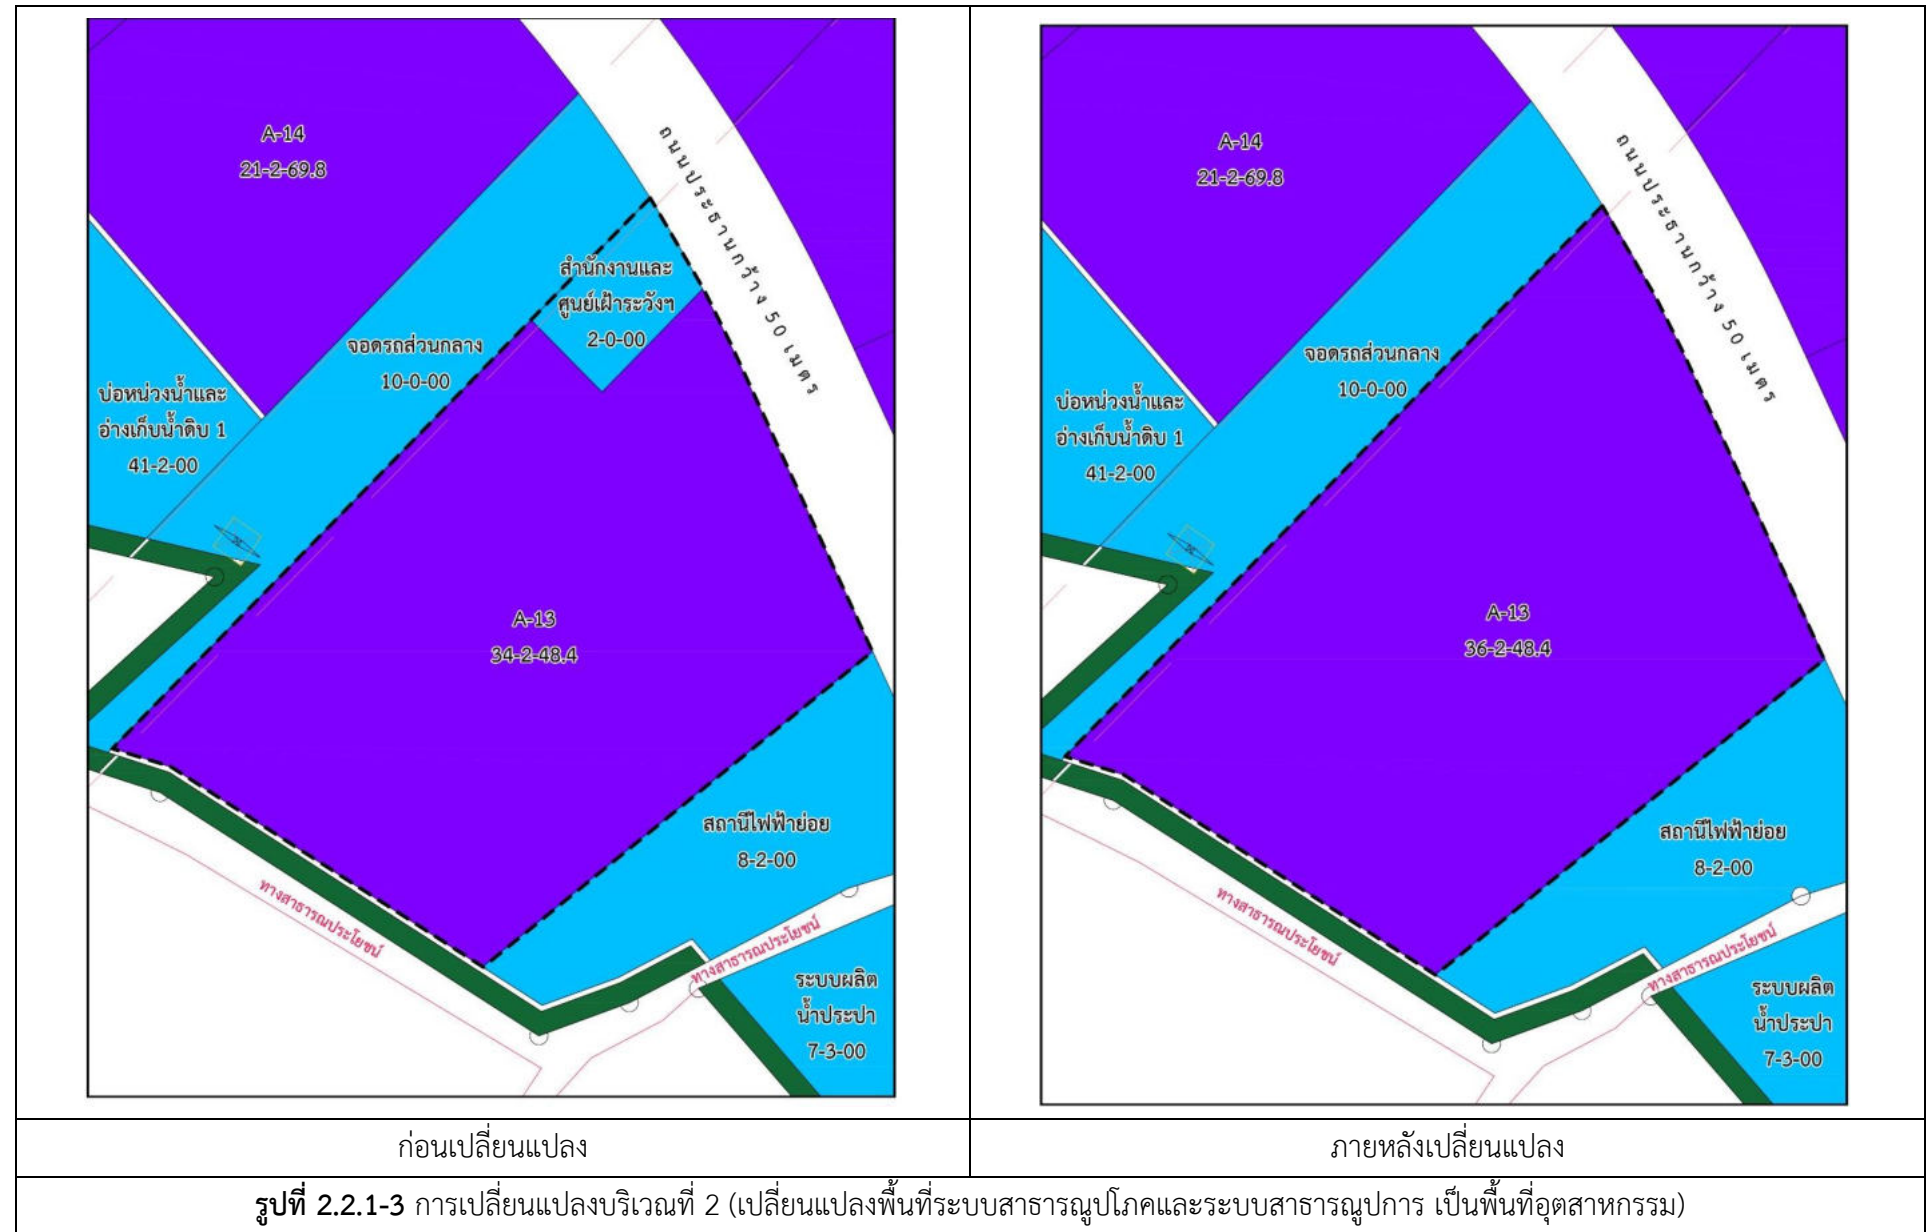 A-14
21-2-69.8
ถนนประธานกว้าง 50 เมตร
สำนักงานและ
ศูนย์เฝ้าระวังฯ
2-0-00
จอดรถส่วนกลาง
10-0-00
บ่อหน่วงน้ำและ
อ่างเก็บน้ำดิบ 1
41-2-00
A-13
34-2-48.4
สถานีไฟฟ้าย่อย
8-2-00
ทางสาธารณประโยชน์
ทางสาธารณประโยชน์
ระบบผลิต
น้ำประปา
7-3-00
ก่อนเปลี่ยนแปลง
A-14
21-2-69.8
ถนนประธานกว้าง 50 เมตร
จอดรถส่วนกลาง
10-0-00
บ่อหน่วงน้ำและ
อ่างเก็บน้ำดิบ 1
41-2-00
A-13
36-2-48.4
สถานีไฟฟ้าย่อย
8-2-00
ทางสาธารณประโยชน์
ทางสาธารณประโยชน์
ระบบผลิต
น้ำประปา
7-3-00
ภายหลังเปลี่ยนแปลง
รูปที่ 2.2.1-3 การเปลี่ยนแปลงบริเวณที่ 2 (เปลี่ยนแปลงพื้นที่ระบบสาธารณูปโภคและระบบสาธารณูปการ เป็นพื้นที่อุตสาหกรรม)